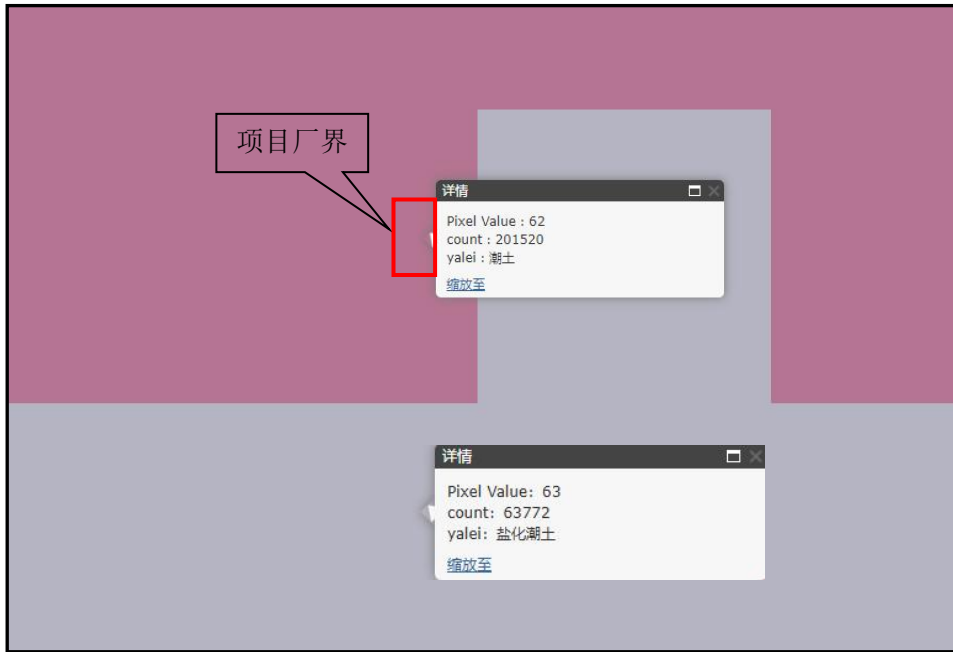 项目厂界
详情
Pixel Value : 62
count : 201520
yalei : 潮土
缩放至
详情
Pixel Value: 63
count: 63772
yalei: 盐化潮土
缩放至